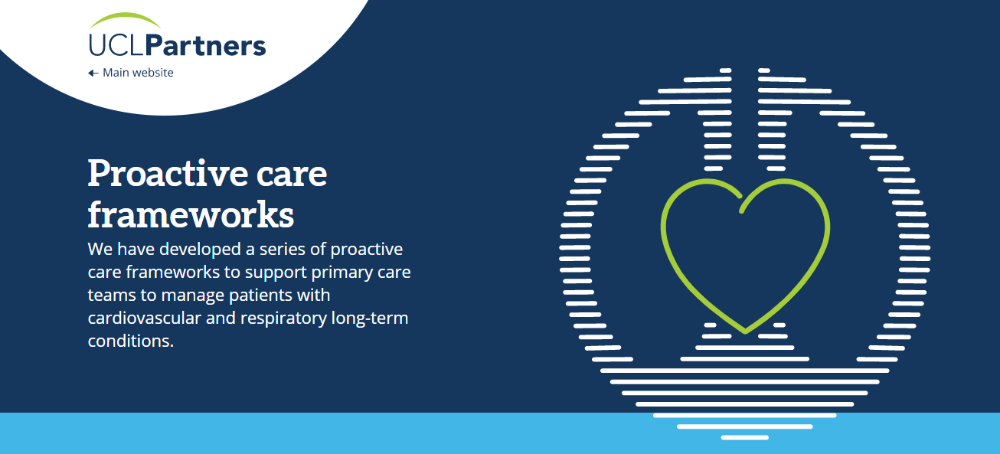 UCLPartners
Main website
Proactive care
frameworks
We have developed a series of proactive
care frameworks to support primary care
teams to manage patients with
cardiovascular and respiratory long-term
conditions.